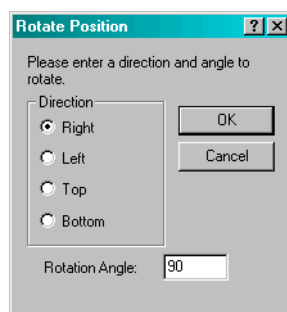 Rotate Position
Please enter a direction and angle to
rotate.
Direction
Right
OK
Left
Cancel
Top
Bottom
Rotation Angle: 90